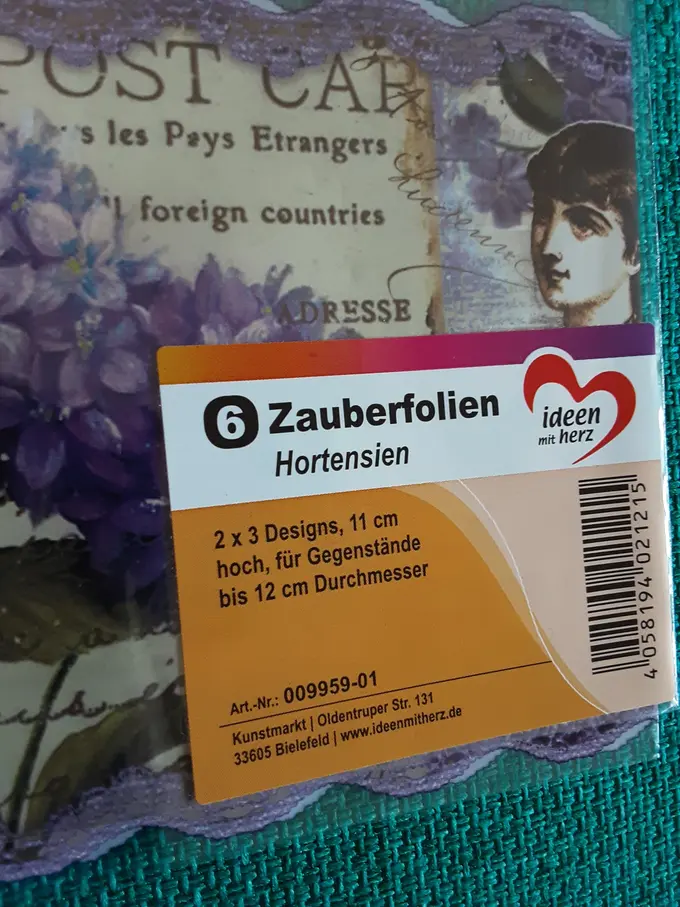 POST CAR
s les Pays Etrangers
ll foreign countries
ADRESSE
6 Zauberfolien
Hortensien
ideen
mit herz
2 x 3 Designs, 11 cm
hoch, für Gegenstände
bis 12 cm Durchmesser
4 058194 021215
Art.-Nr.: 009959-01
Kunstmarkt | Oldentruper Str. 131
33605 Bielefeld | www.ideenmitherz.de